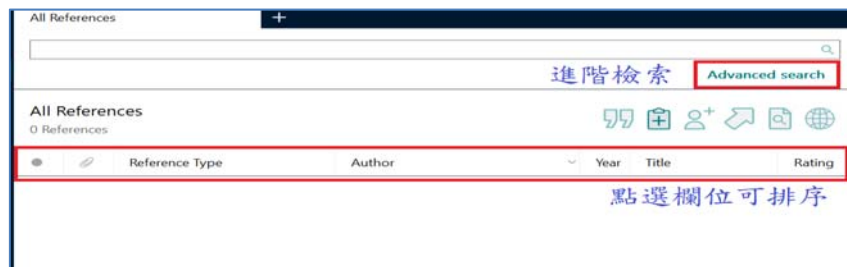 All References +
進階檢索 Advanced search
All References
0 References
Reference Type Author Year Title Rating
點選欄位可排序